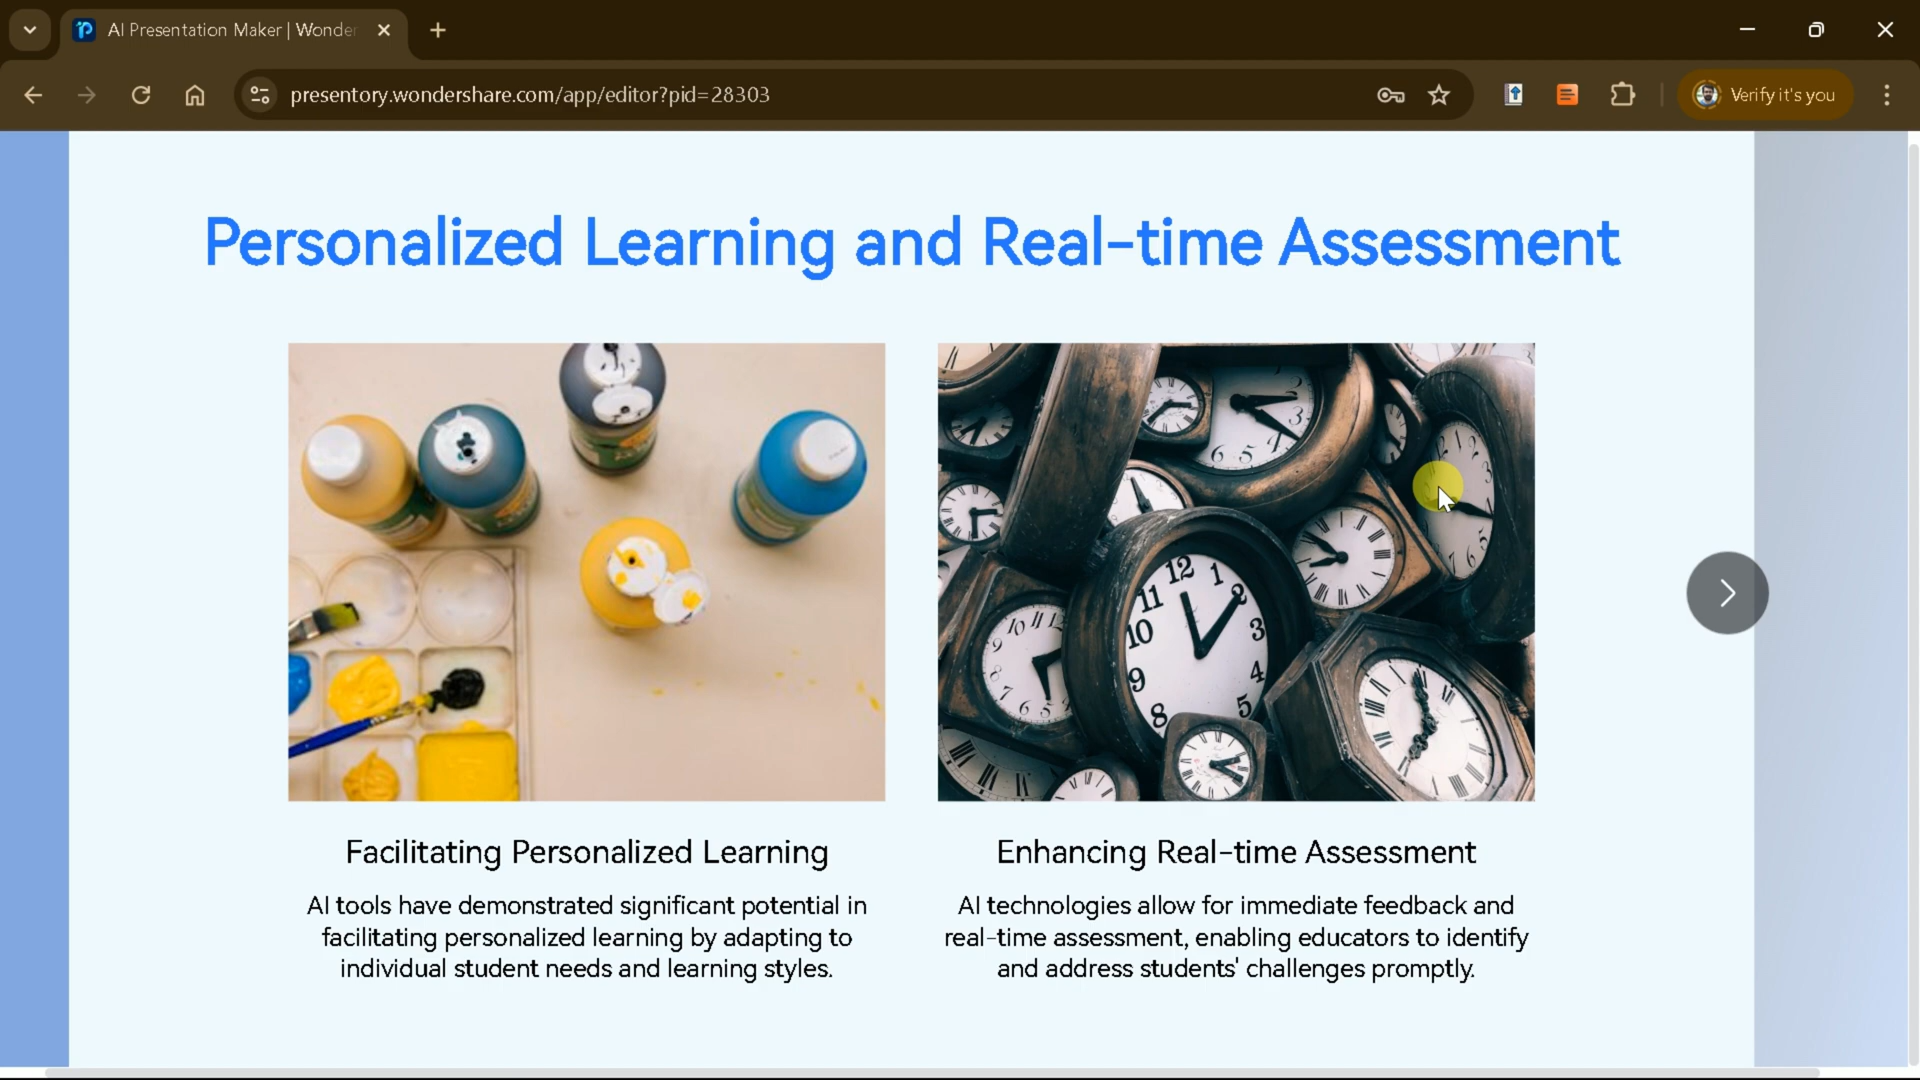 AI Presentation Maker | Wonder
presentory.wondershare.com/app/editor?pid=28303
Verify it's you
Personalized Learning and Real-time Assessment
Facilitating Personalized Learning
AI tools have demonstrated significant potential in
facilitating personalized learning by adapting to
individual student needs and learning styles.
Enhancing Real-time Assessment
AI technologies allow for immediate feedback and
real-time assessment, enabling educators to identify
and address students' challenges promptly.